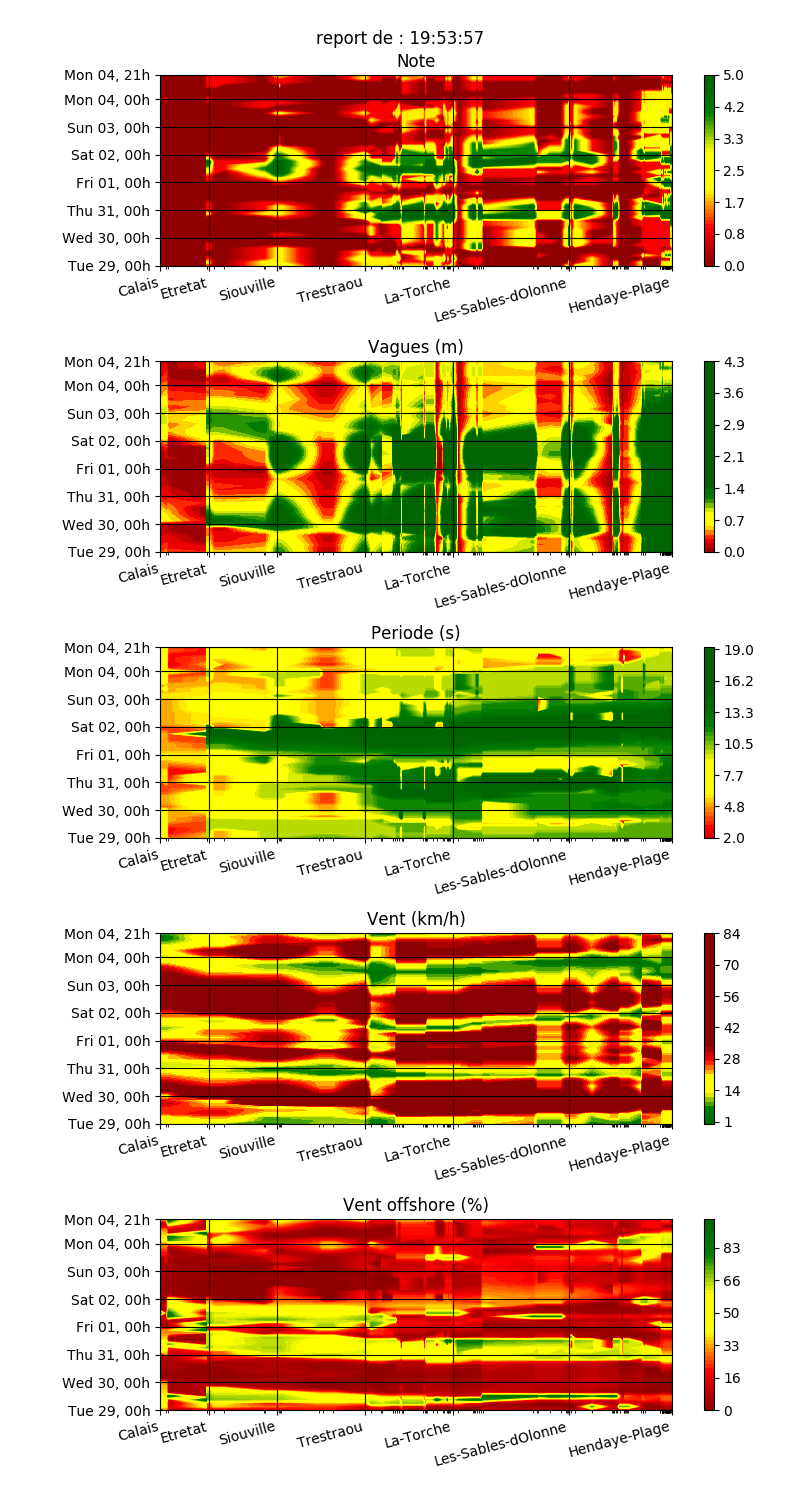 report de : 19:53:57
Note
Mon 04, 21h
Mon 04, 00h
Sun 03, 00h
Sat 02, 00h
Fri 01, 00h
Thu 31, 00h
Wed 30, 00h
Tue 29, 00h
Calais
Etretat
Siouville
Trestraou
La-Torche
Les-Sables-dOlonne
Hendaye-Plage
5.0
4.2
3.3
2.5
1.7
0.8
0.0
Vagues (m)
Mon 04, 21h
Mon 04, 00h
Sun 03, 00h
Sat 02, 00h
Fri 01, 00h
Thu 31, 00h
Wed 30, 00h
Tue 29, 00h
Calais
Etretat
Siouville
Trestraou
La-Torche
Les-Sables-dOlonne
Hendaye-Plage
4.3
3.6
2.9
2.1
1.4
0.7
0.0
Periode (s)
Mon 04, 21h
Mon 04, 00h
Sun 03, 00h
Sat 02, 00h
Fri 01, 00h
Thu 31, 00h
Wed 30, 00h
Tue 29, 00h
Calais
Etretat
Siouville
Trestraou
La-Torche
Les-Sables-dOlonne
Hendaye-Plage
19.0
16.2
13.3
10.5
7.7
4.8
2.0
Vent (km/h)
Mon 04, 21h
Mon 04, 00h
Sun 03, 00h
Sat 02, 00h
Fri 01, 00h
Thu 31, 00h
Wed 30, 00h
Tue 29, 00h
Calais
Etretat
Siouville
Trestraou
La-Torche
Les-Sables-dOlonne
Hendaye-Plage
84
70
56
42
28
14
1
Vent offshore (%)
Mon 04, 21h
Mon 04, 00h
Sun 03, 00h
Sat 02, 00h
Fri 01, 00h
Thu 31, 00h
Wed 30, 00h
Tue 29, 00h
Calais
Etretat
Siouville
Trestraou
La-Torche
Les-Sables-dOlonne
Hendaye-Plage
83
66
50
33
16
0